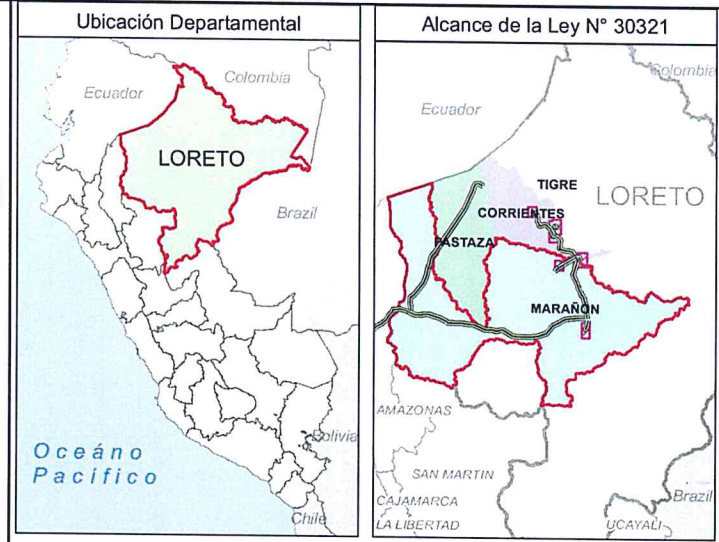 Ubicación Departamental
Colombia
Ecuador
LORETO
Brazil
Bolivia
Oceáno
Pacífico
Chile
Alcance de la Ley N° 30321
Colombia
Ecuador
TIGRE
LORETO
CORRIENTES
PASTAZA
MARAÑON
AMAZONAS
SAN MARTIN
CAJAMARCA
Brazil
LA LIBERTAD
UCAYALI